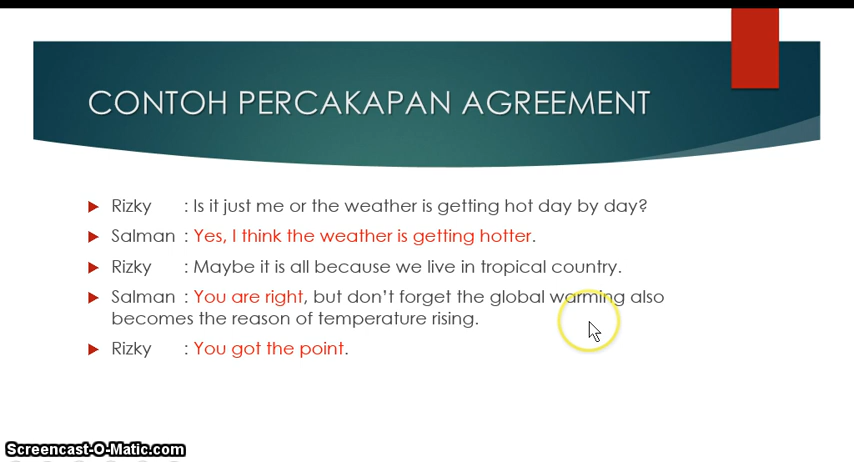 CONTOH PERCAKAPAN AGREEMENT
Rizky : Is it just me or the weather is getting hot day by day?
Salman : Yes, I think the weather is getting hotter.
Rizky : Maybe it is all because we live in tropical country.
Salman : You are right, but don't forget the global warming also
becomes the reason of temperature rising.
Rizky : You got the point.
Screencast-O-Matic.com